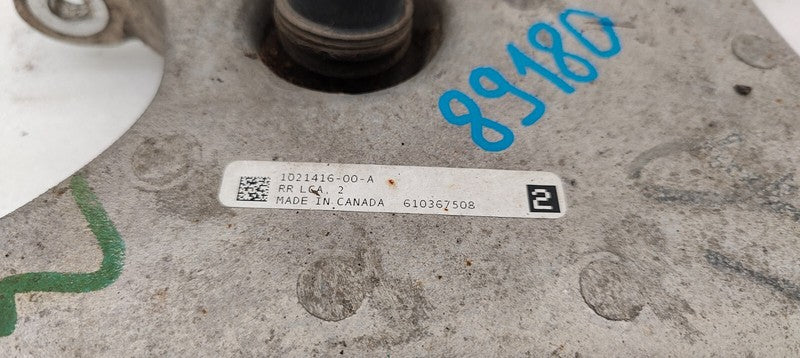 89180
1021416-00-A
RR LCA, 2
MADE IN CANADA 610367508
2